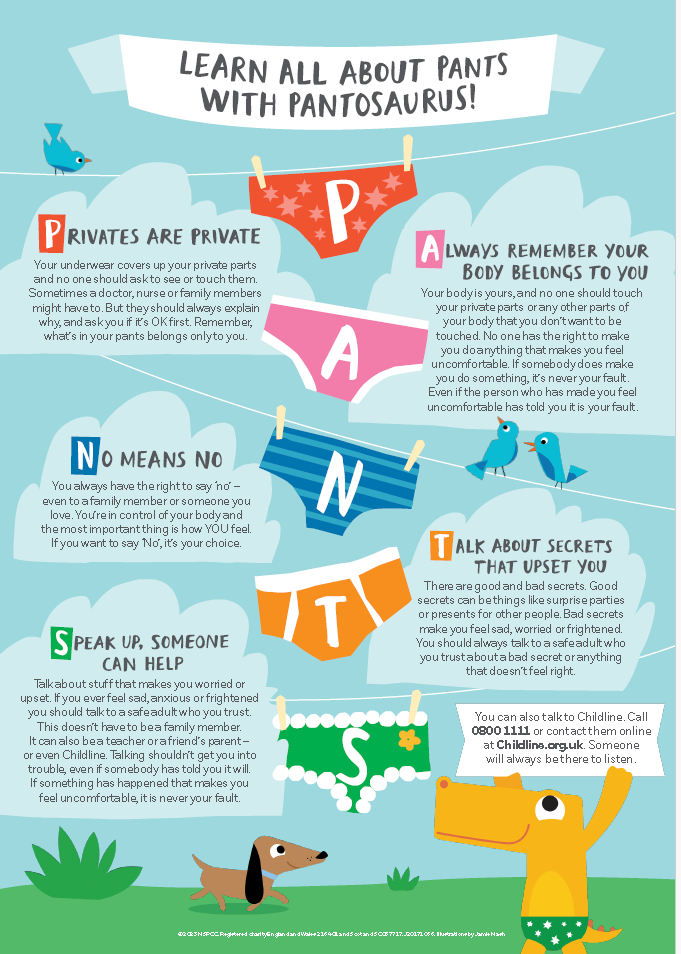 LEARN ALL ABOUT PANTS
WITH PANTOSAURUS!
P
PRIVATES ARE PRIVATE
Your underwear covers up your private parts
and no one should ask to see or touch them.
Sometimes a doctor, nurse or family members
might have to. But they should always explain
why, and ask you if it's OK first. Remember,
what's in your pants belongs only to you.
A
ALWAYS REMEMBER YOUR
BODY BELONGS TO YOU
Your body is yours, and no one should touch
your private parts or any other parts of
your body that you don't want to be
touched. No one has the right to make
you do anything that makes you feel
uncomfortable. If somebody does make
you do something, it's never your fault.
Even if the person who has made you feel
uncomfortable has told you it is your fault.
N
NO MEANS NO
You always have the right to say 'no' –
even to a family member or someone you
love. You're in control of your body and
the most important thing is how YOU feel.
If you want to say 'No', it's your choice.
T
TALK ABOUT SECRETS
THAT UPSET YOU
There are good and bad secrets. Good
secrets can be things like surprise parties
or presents for other people. Bad secrets
make you feel sad, worried or frightened.
You should always talk to a safe adult who
you trust about a bad secret or anything
that doesn't feel right.
S
SPEAK UP, SOMEONE
CAN HELP
Talk about stuff that makes you worried or
upset. If you ever feel sad, anxious or frightened
you should talk to a safe adult who you trust.
This doesn't have to be a family member.
It can also be a teacher or a friend's parent –
or even Childline. Talking shouldn't get you into
trouble, even if somebody has told you it will.
If something has happened that makes you
feel uncomfortable, it is never your fault.
You can also talk to Childline. Call
0800 1111 or contact them online
at Childline.org.uk. Someone
will always be there to listen.
NSPCC Registered charity England and Wales Scotland Illustrations by Jamie